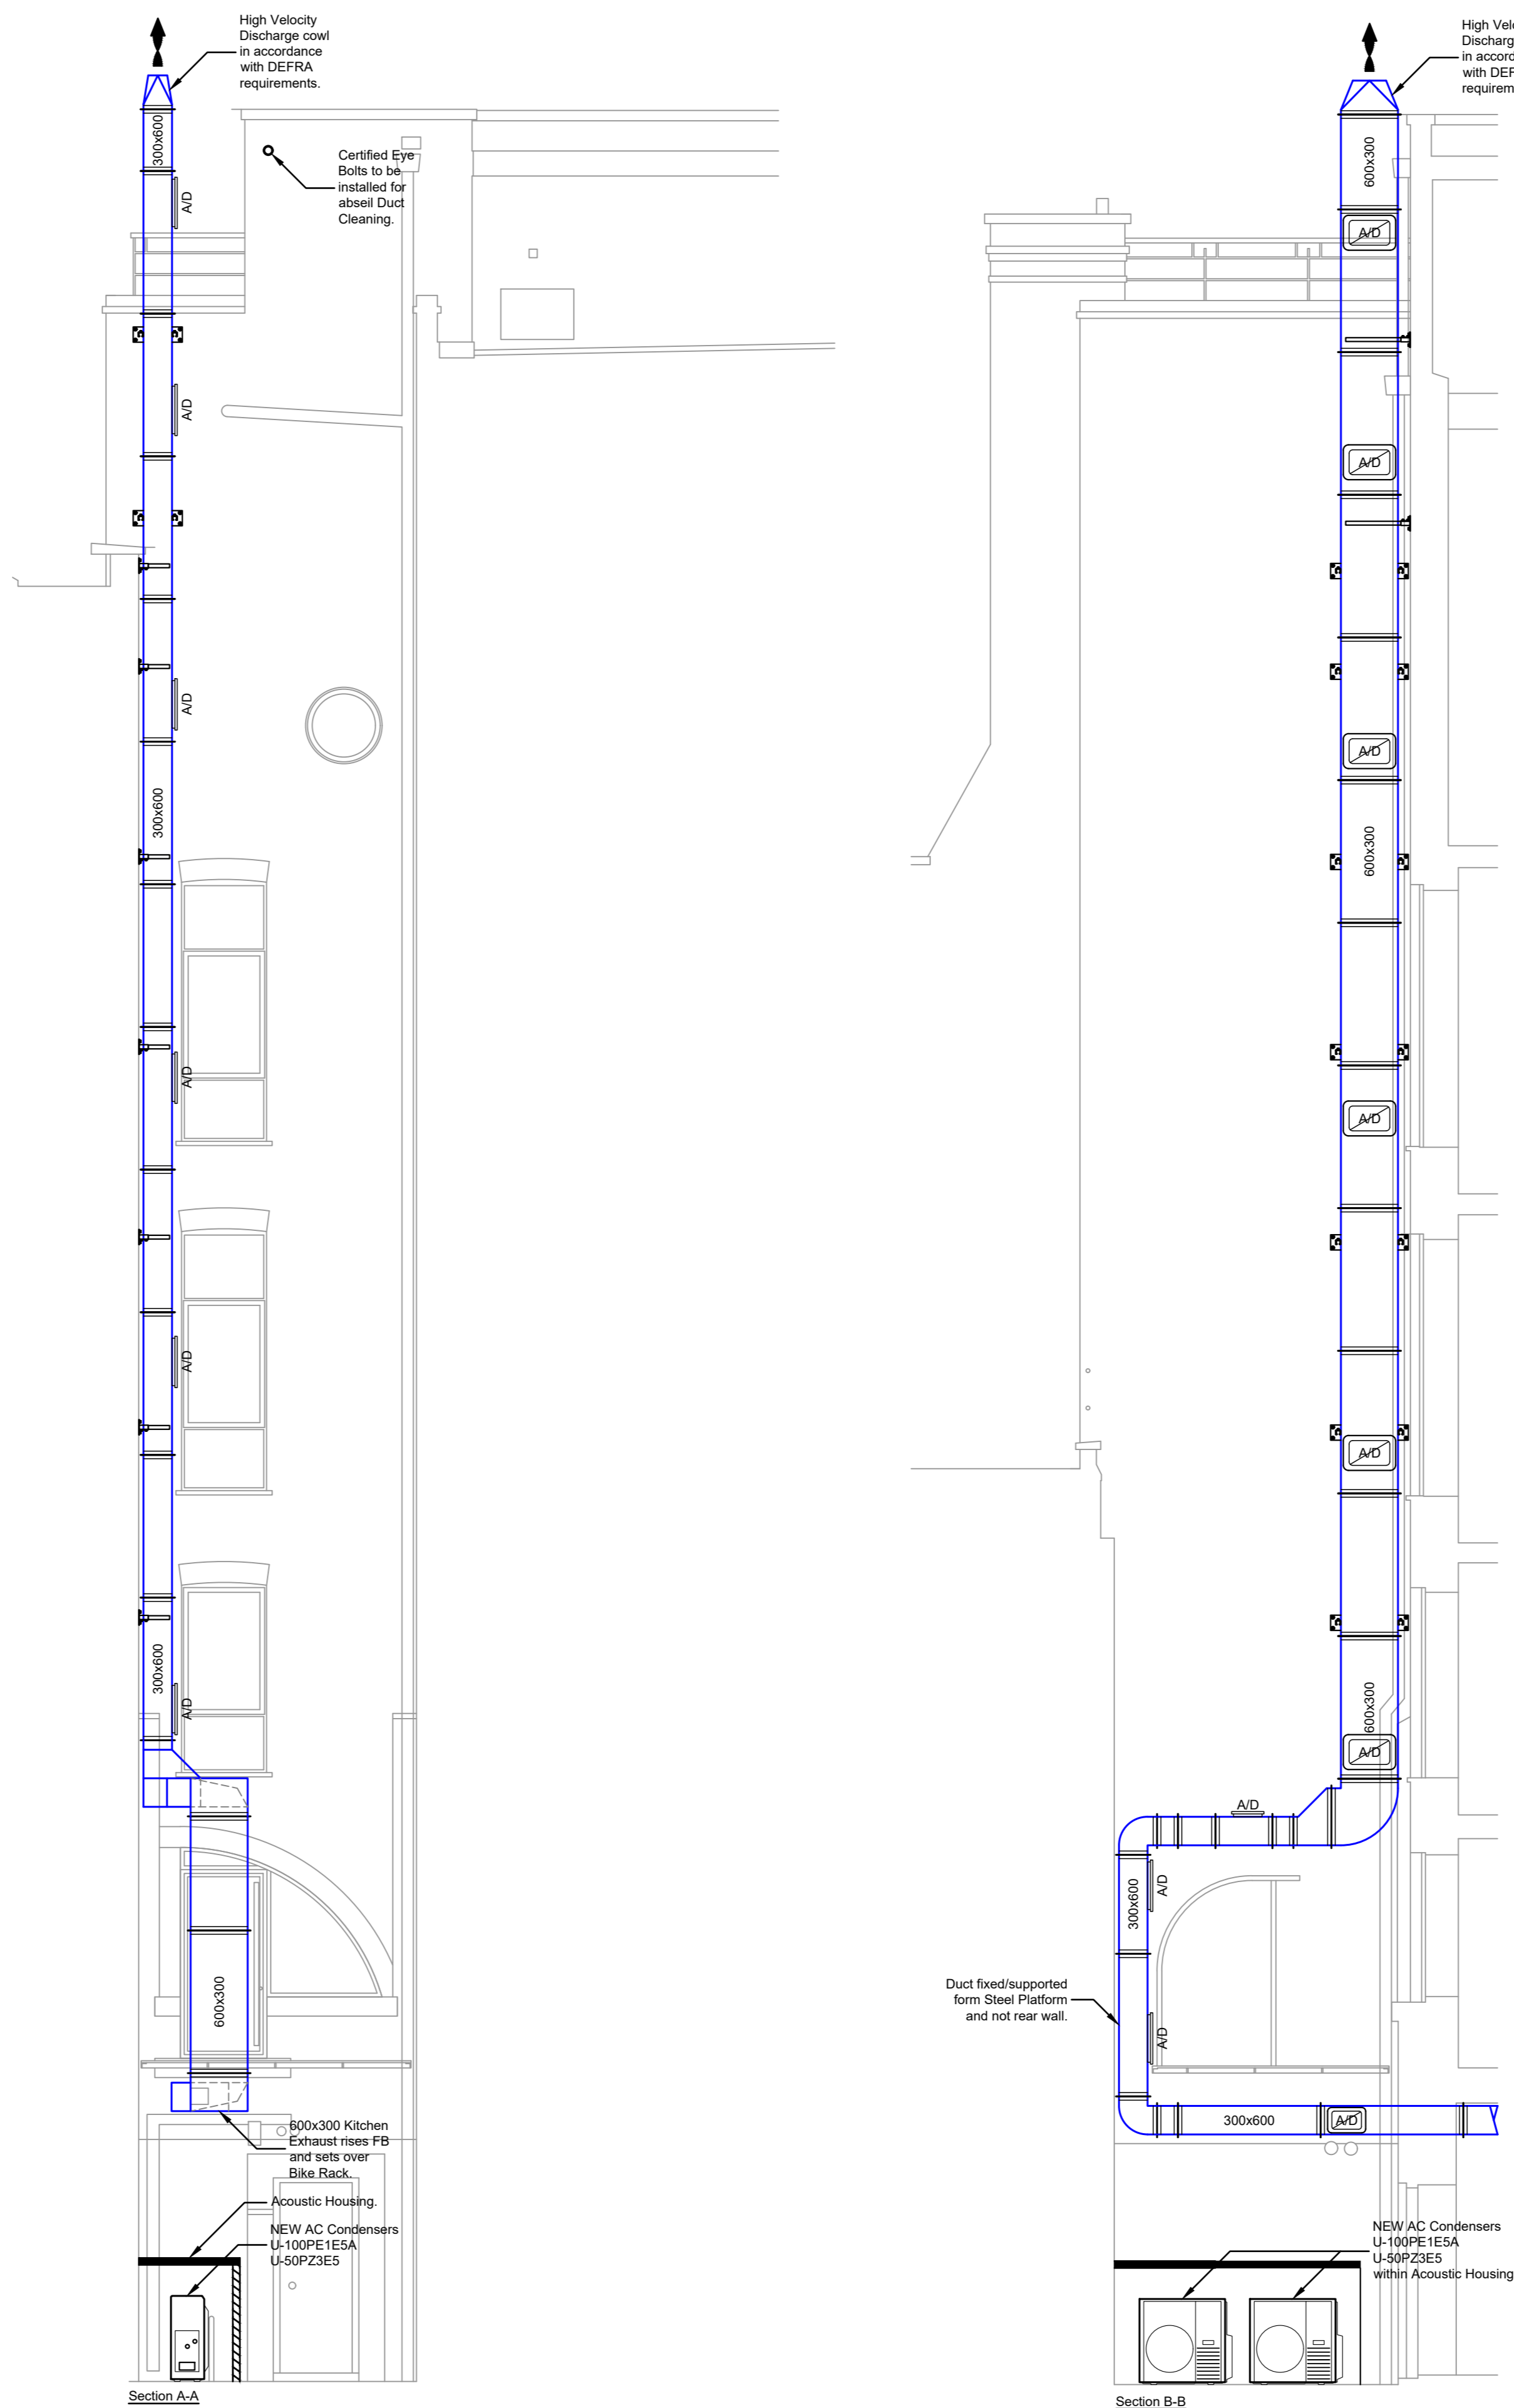 High Velocity
Discharge cowl
in accordance
with DEFRA
requirements.
300x600
A/D
Certified Eye
Bolts to be
installed for
abseil Duct
Cleaning.
A/D
A/D
300x600
A/D
A/D
300x600
A/D
600x300
600x300 Kitchen
Exhaust rises FB
and sets over
Bike Rack.
Acoustic Housing.
NEW AC Condensers
U-100PE1E5A
U-50PZ3E5
Section A-A
High Velo
Discharg
in accord
with DEF
requirem
600x300
A/D
A/D
A/D
600x300
A/D
A/D
600x300
A/D
A/D
300x600
A/D
Duct fixed/supported
form Steel Platform
and not rear wall.
A/D
300x600
A/D
NEW AC Condensers
U-100PE1E5A
U-50PZ3E5
within Acoustic Housing
Section B-B